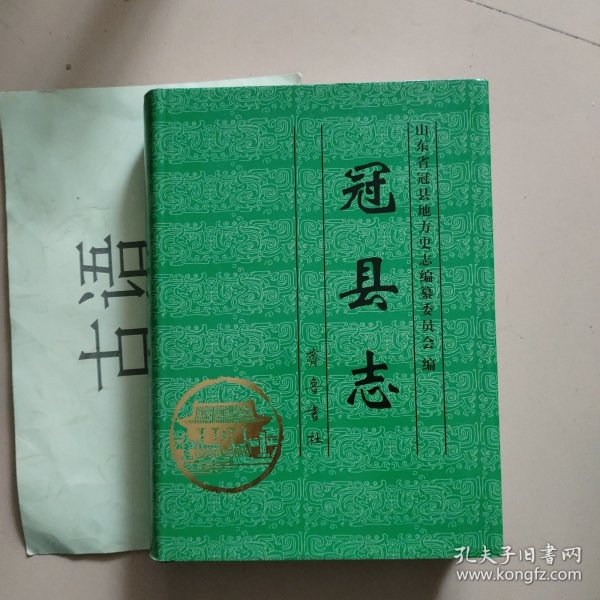 山东省冠县地方史志编纂委员会 编
冠县志
齐鲁书社
古语
孔夫子旧书网
www.kongfz.com